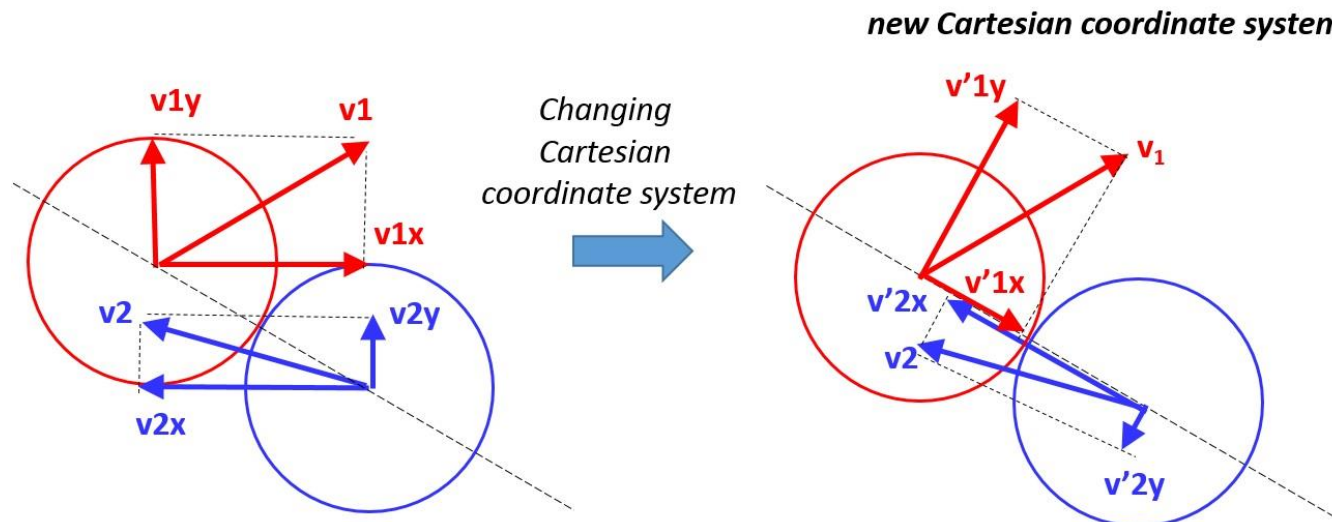 new Cartesian coordinate system
v1y
v1
Changing
Cartesian
coordinate system
v1x
v2
v2y
v2x
v'1y
v1
v'1x
v'2x
v2
v'2y